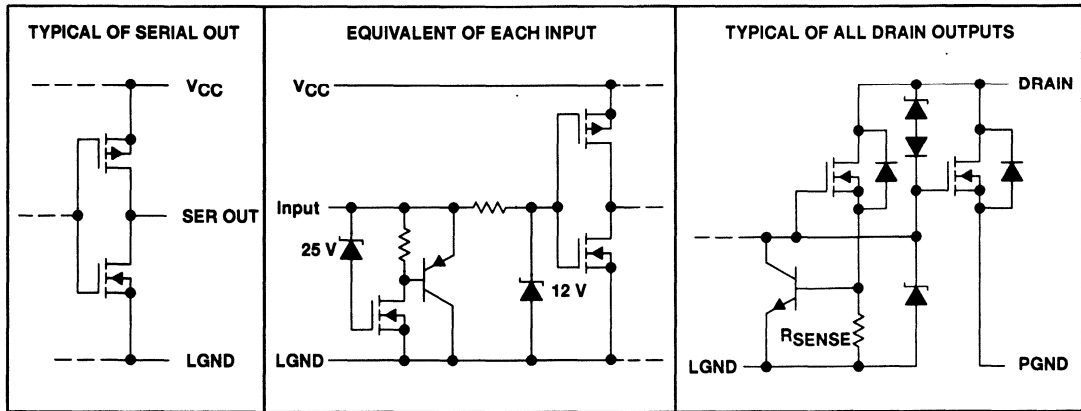 TYPICAL OF SERIAL OUT
VCC
SER OUT
LGND
EQUIVALENT OF EACH INPUT
VCC
Input
25 V
12 V
LGND
TYPICAL OF ALL DRAIN OUTPUTS
DRAIN
RSENSE
LGND
PGND